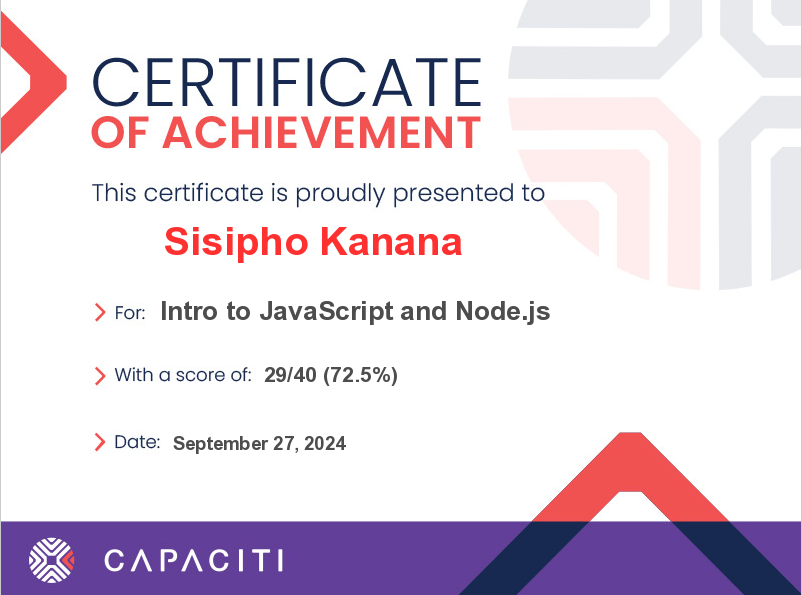 CERTIFICATE
OF ACHIEVEMENT
This certificate is proudly presented to
Sisipho Kanana
For: Intro to JavaScript and Node.js
With a score of: 29/40 (72.5%)
Date: September 27, 2024
CAPACITI